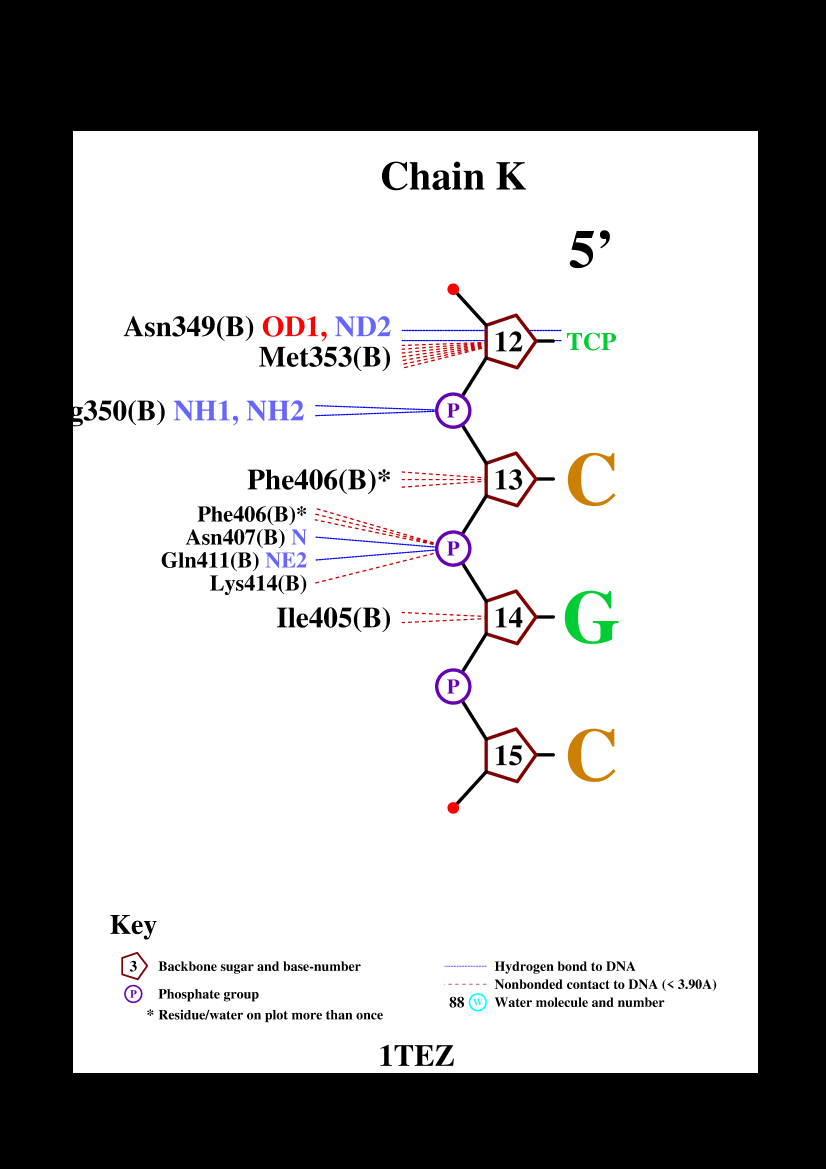 Chain K
5’
Asn349(B) OD1, ND2
12
TCP
Met353(B)
g350(B) NH1, NH2
P
Phe406(B)*
13
C
Phe406(B)*
Asn407(B) N
P
Gln411(B) NE2
Lys414(B)
Ile405(B)
14
G
P
15
C
Key
3 Backbone sugar and base-number
P Phosphate group
* Residue/water on plot more than once
Hydrogen bond to DNA
Nonbonded contact to DNA (< 3.90A)
88 W Water molecule and number
1TEZ